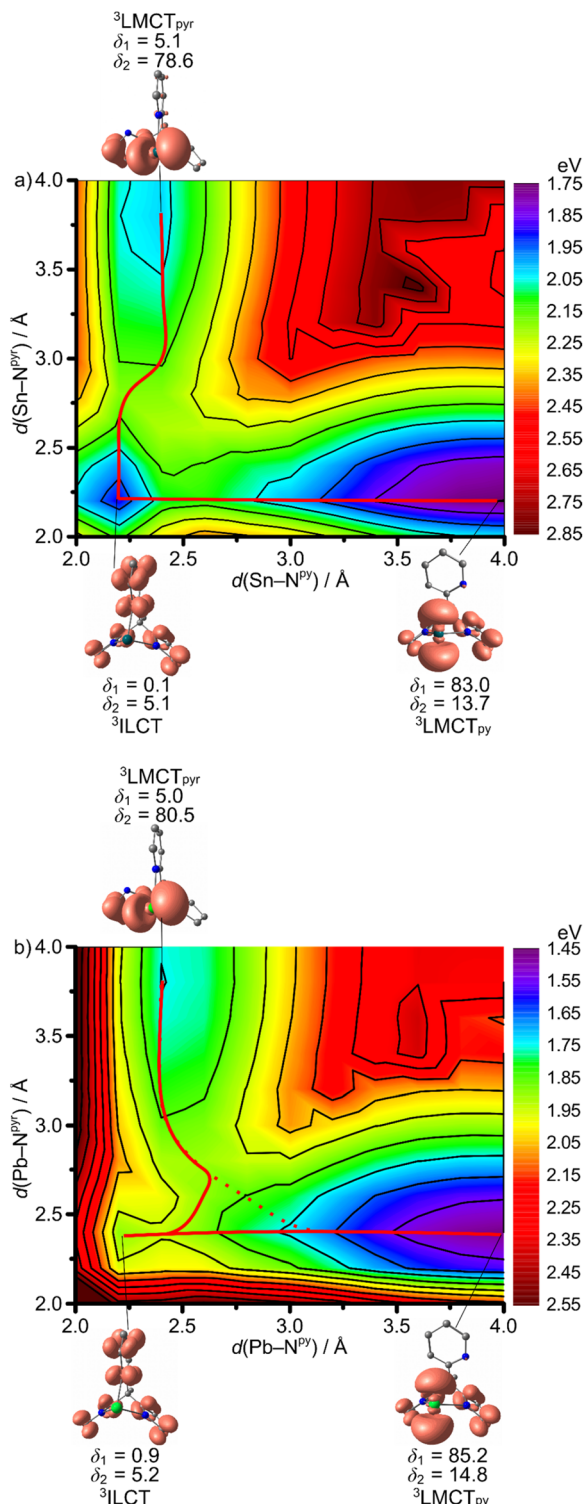 ³LMCTpyr
δ₁ = 5.1
δ₂ = 78.6
a)
eV
4.0
3.5
3.0
2.5
2.0
d(Sn–Nᵖʸʳ) / Å
2.0 2.5 3.0 3.5 4.0
d(Sn–Nᵖʸ) / Å
1.75
1.85
1.95
2.05
2.15
2.25
2.35
2.45
2.55
2.65
2.75
2.85
δ₁ = 0.1
δ₂ = 5.1
³ILCT
δ₁ = 83.0
δ₂ = 13.7
³LMCTpy
³LMCTpyr
δ₁ = 5.0
δ₂ = 80.5
b)
eV
4.0
3.5
3.0
2.5
2.0
d(Pb–Nᵖʸʳ) / Å
2.0 2.5 3.0 3.5 4.0
d(Pb–Nᵖʸ) / Å
1.45
1.55
1.65
1.75
1.85
1.95
2.05
2.15
2.25
2.35
2.45
2.55
δ₁ = 0.9
δ₂ = 5.2
³ILCT
δ₁ = 85.2
δ₂ = 14.8
³LMCTpy